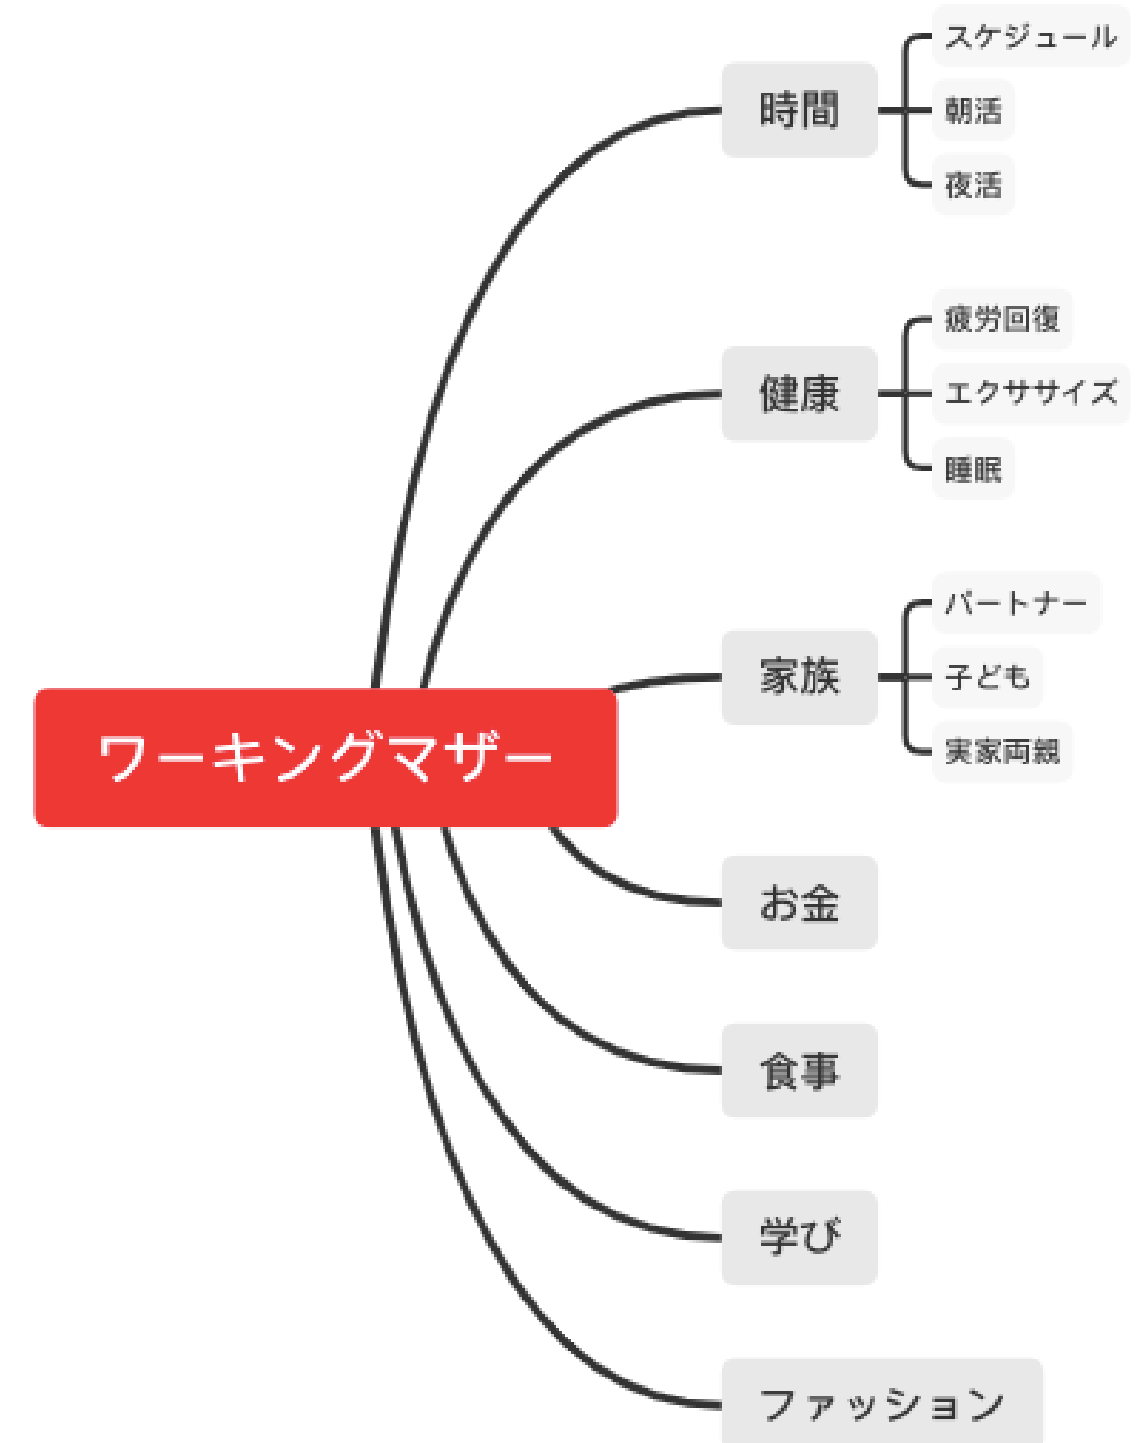 ワーキングマザー
時間
スケジュール
朝活
夜活
健康
疲労回復
エクササイズ
睡眠
家族
パートナー
子ども
実家両親
お金
食事
学び
ファッション